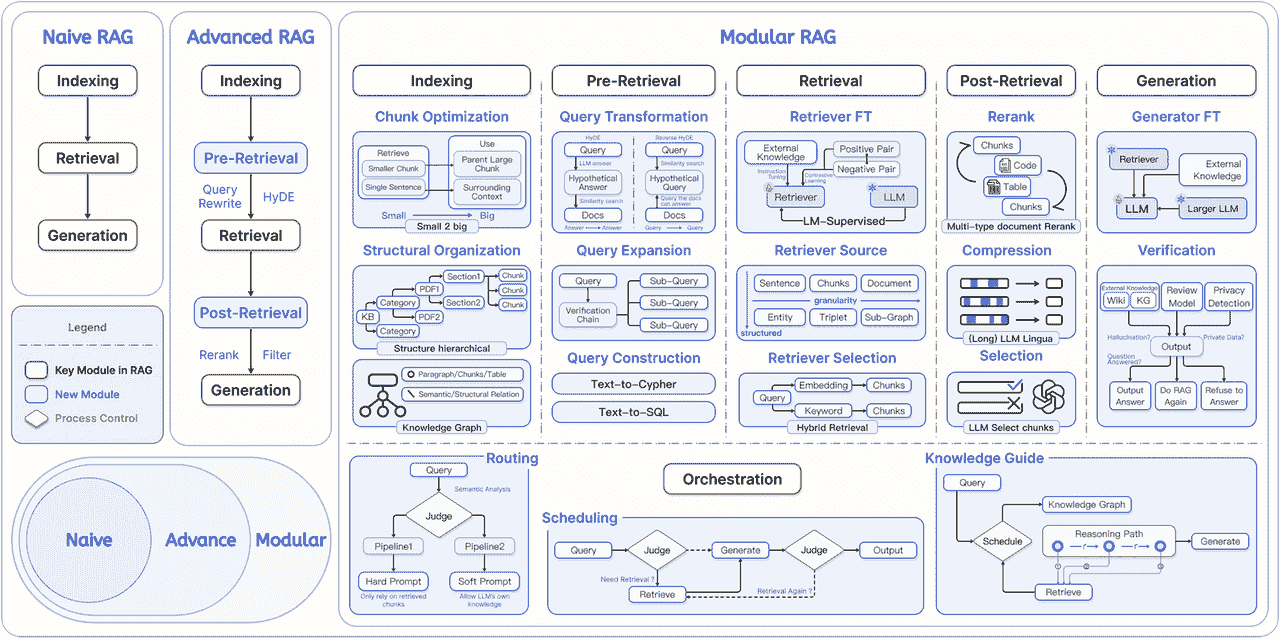 Naive RAG
Indexing
Retrieval
Generation
Legend
Key Module in RAG
New Module
Process Control
Advanced RAG
Indexing
Pre-Retrieval
Query
Rewrite
HyDE
Retrieval
Post-Retrieval
Rerank
Filter
Generation
Naive
Advance
Modular
Modular RAG
Indexing
Chunk Optimization
Retrieve
Smaller Chunk
Single Sentence
Use
Parent Large
Chunk
Surrounding
Context
Small
Big
Small 2 big
Structural Organization
KB
Category
Category
PDF1
PDF2
Section1
Section2
Chunk
Chunk
Chunk
Structure hierarchical
Paragraph/Chunks/Table
Semantic/Structural Relation
Knowledge Graph
Pre-Retrieval
Query Transformation
HyDE
Query
LLM answer
Hypothetical
Answer
Similarity search
Docs
Answer
Answer
Reverse HyDE
Query
Similarity search
Hypothetical
Query
Query the docs
can answer
Docs
Query
Query
Query Expansion
Query
Verification
Chain
Sub-Query
Sub-Query
Sub-Query
Query Construction
Text-to-Cypher
Text-to-SQL
Retrieval
Retriever FT
External
Knowledge
Positive Pair
Negative Pair
Instruction
Tuning
Contrastive
Learning
Retriever
LLM
LM-Supervised
Retriever Source
Sentence
Chunks
Document
granularity
Entity
Triplet
Sub-Graph
structured
Retriever Selection
Query
Embedding
Chunks
Keyword
Chunks
Hybrid Retrieval
Post-Retrieval
Rerank
Chunks
Code
Table
Chunks
Multi-type document Rerank
Compression
(Long) LLM Lingua
Selection
LLM Select chunks
Generation
Generator FT
Retriever
External
Knowledge
LLM
Larger LLM
Verification
External Knowledge
Wiki
KG
Review
Model
Privacy
Detection
Hallucination?
Private Data?
Output
Question
Answered?
Output
Answer
Do RAG
Again
Refuse to
Answer
Routing
Query
Semantic Analysis
Judge
Pipeline1
Pipeline2
Hard Prompt
Soft Prompt
Only rely on retrieved
chunks
Allow LLM's own
knowledge
Orchestration
Scheduling
Query
Judge
Generate
Judge
Output
Need Retrieval ?
Retrieve
Retrieval Again ?
Knowledge Guide
Query
Knowledge Graph
Schedule
Reasoning Path
r
r
Generate
Retrieve